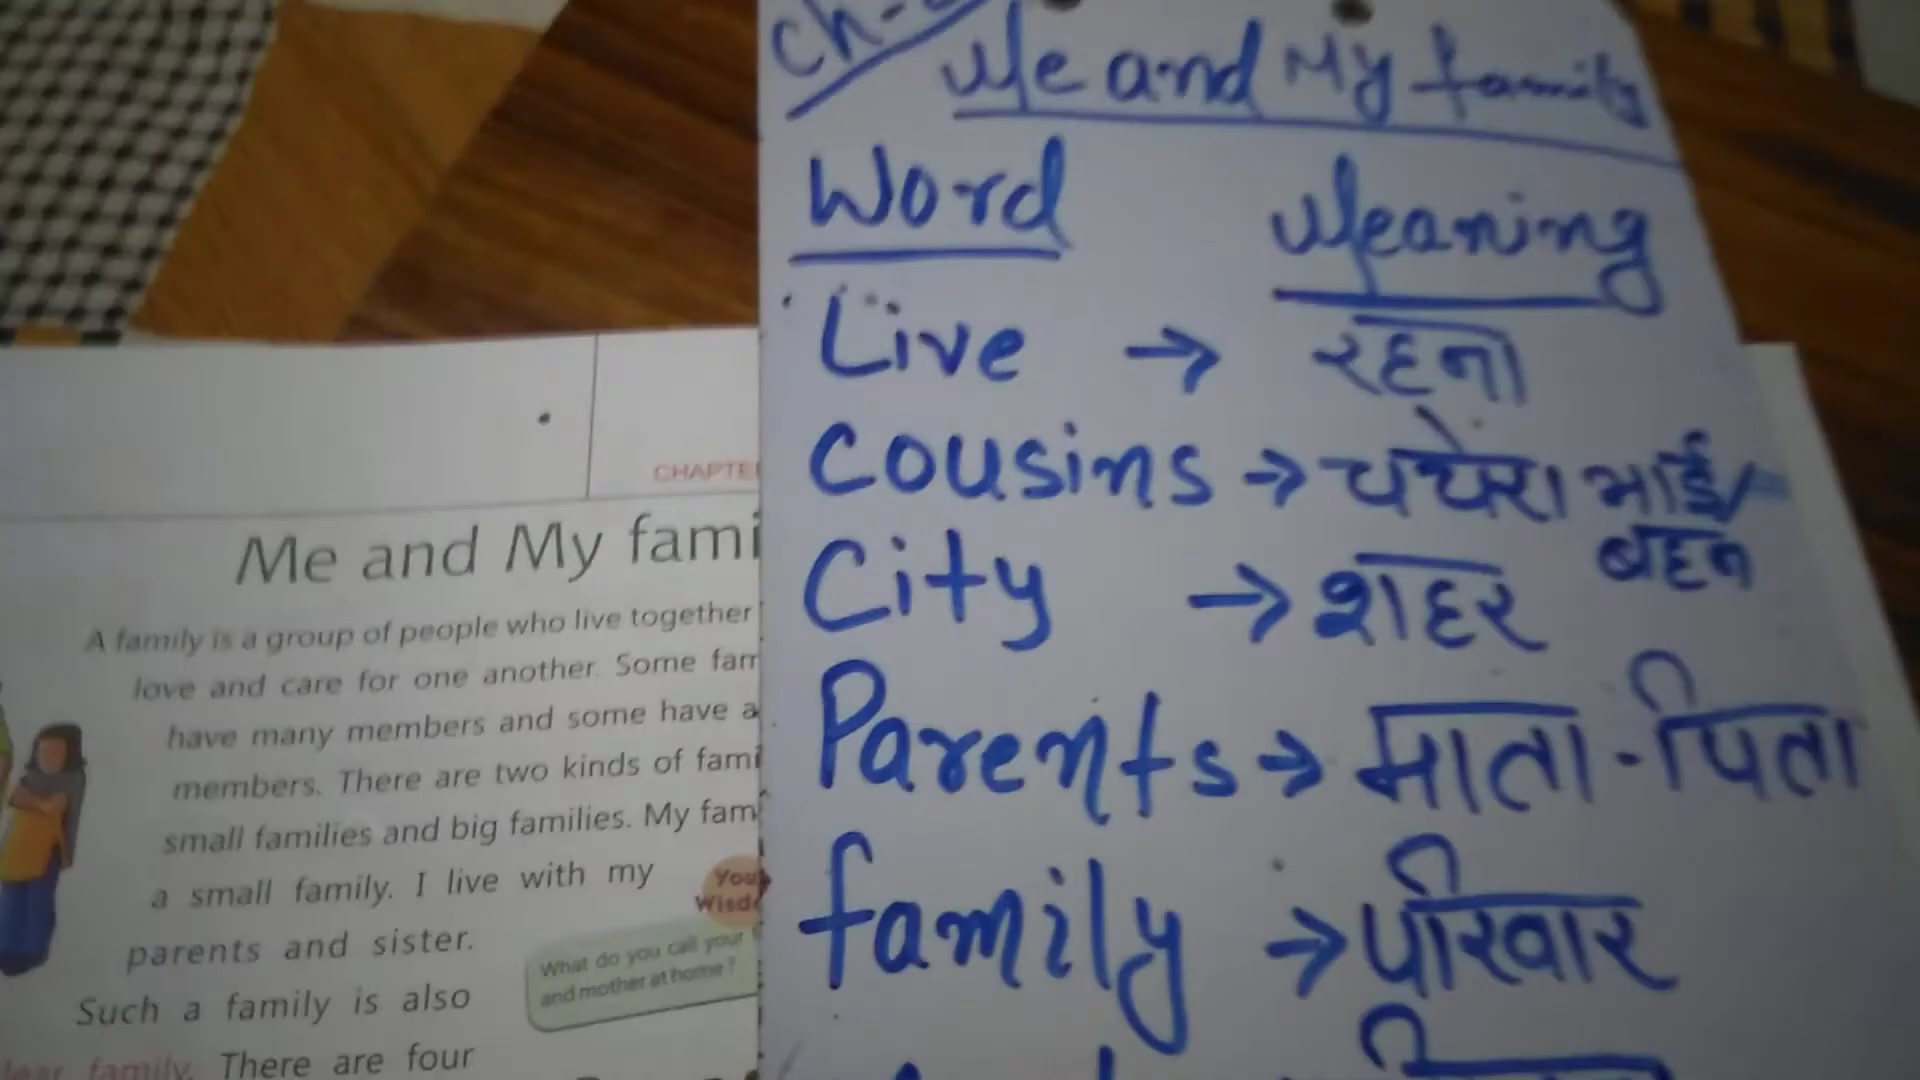 Me and My family
Word Meaning
Live → रहना
Cousins → चचेरा भाई/
बहन
City → शहर
Parents → माता-पिता
family → परिवार
CHAPTE
Me and My fami
A family is a group of people who live together
love and care for one another. Some fam
have many members and some have a
members. There are two kinds of fami
small families and big families. My fam
a small family. I live with my
parents and sister.
Such a family is also
lear family. There are four
You
Wisd
What do you call your
and mother at home?